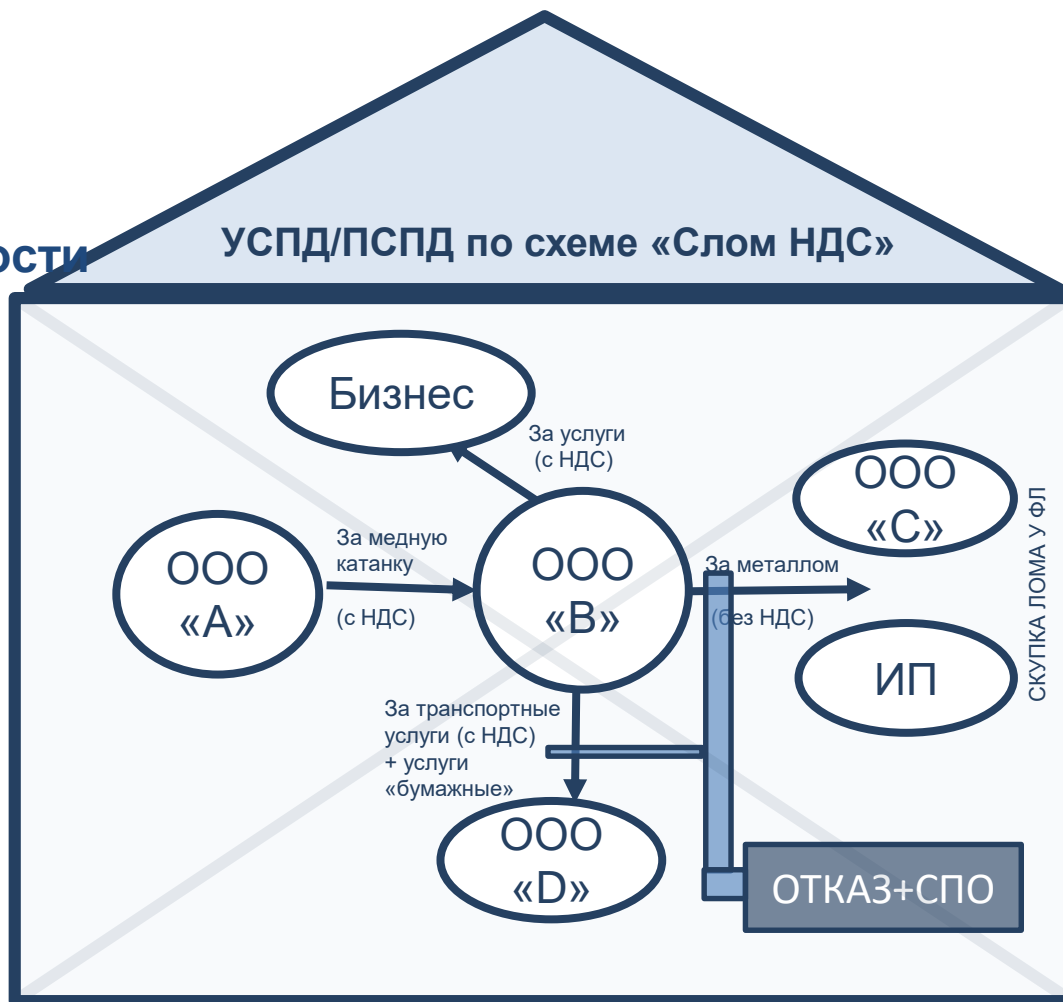 УСПД/ПСПД по схеме «Слом НДС»
ости
Бизнес
За услуги
(с НДС)
ООО
«С»
СКУПКА ЛОМА У ФЛ
ООО
«А»
За медную
катанку
(с НДС)
ООО
«В»
За металлом
(без НДС)
ИП
За транспортные
услуги (с НДС)
+ услуги
«бумажные»
ООО
«D»
ОТКАЗ+СПО